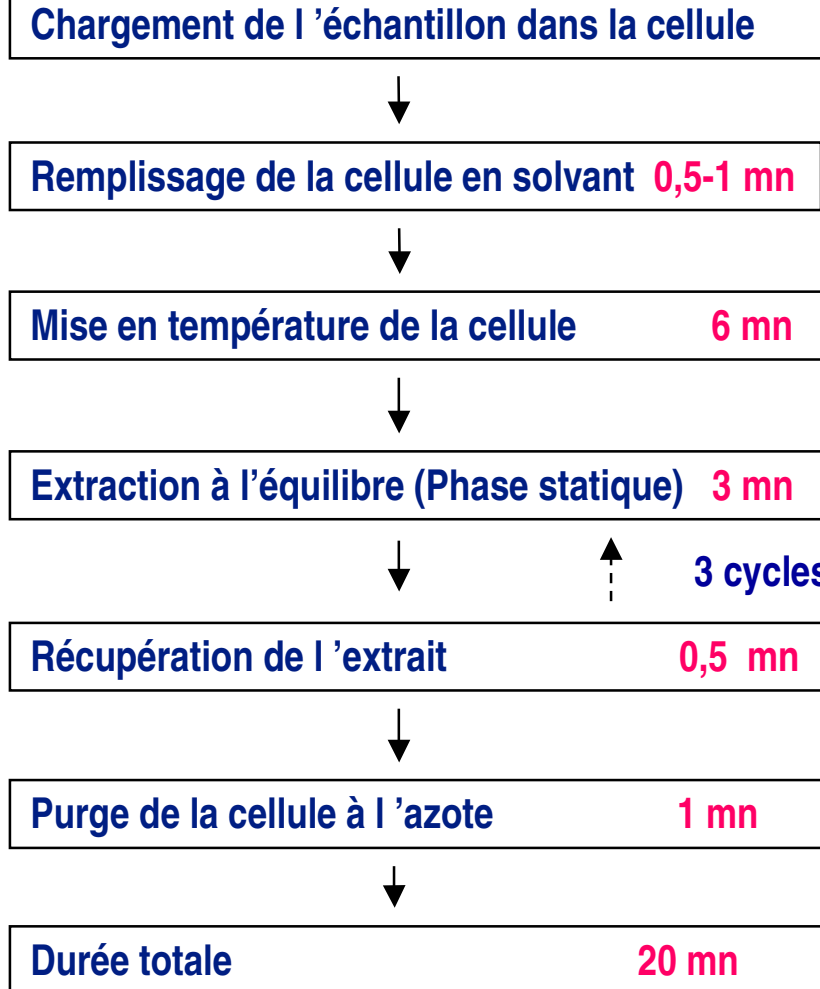 Chargement de l ’échantillon dans la cellule
Remplissage de la cellule en solvant 0,5-1 mn
Mise en température de la cellule 6 mn
Extraction à l’équilibre (Phase statique) 3 mn
3 cycles
Récupération de l ’extrait 0,5 mn
Purge de la cellule à l ’azote 1 mn
Durée totale 20 mn